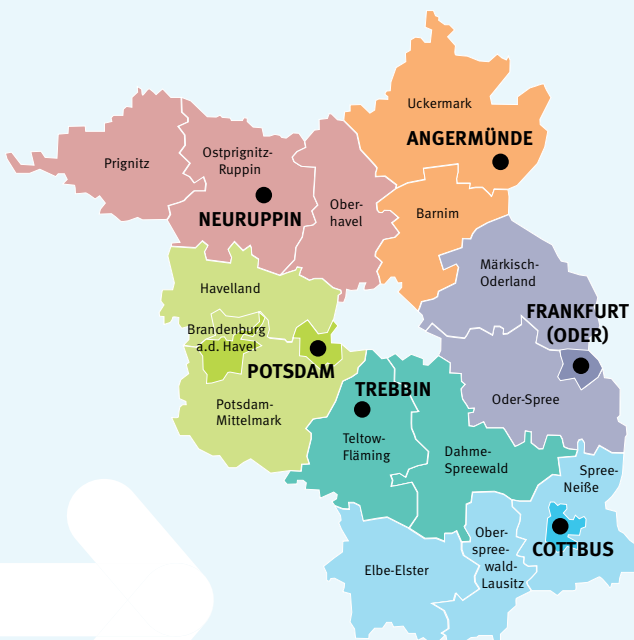 Uckermark
ANGERMÜNDE
Prignitz
Ostprignitz-
Ruppin
NEURUPPIN
Ober-
havel
Barnim
Märkisch-
Oderland
Havelland
FRANKFURT
(ODER)
Brandenburg
a.d. Havel
POTSDAM
TREBBIN
Oder-Spree
Potsdam-
Mittelmark
Teltow-
Fläming
Dahme-
Spreewald
Spree-
Neiße
Ober-
spree-
wald-
Lausitz
COTTBUS
Elbe-Elster